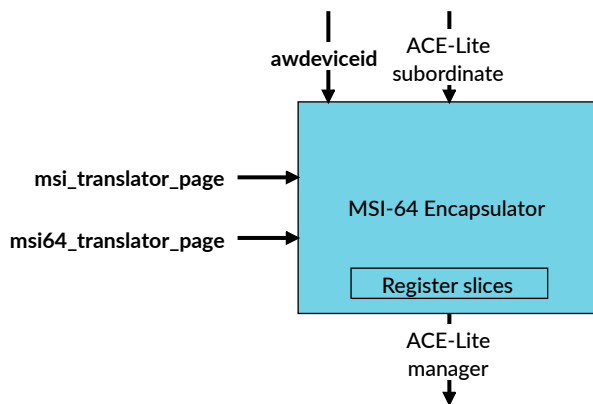 awdeviceid
ACE-Lite
subordinate
msi_translator_page
MSI-64 Encapsulator
msi64_translator_page
Register slices
ACE-Lite
manager